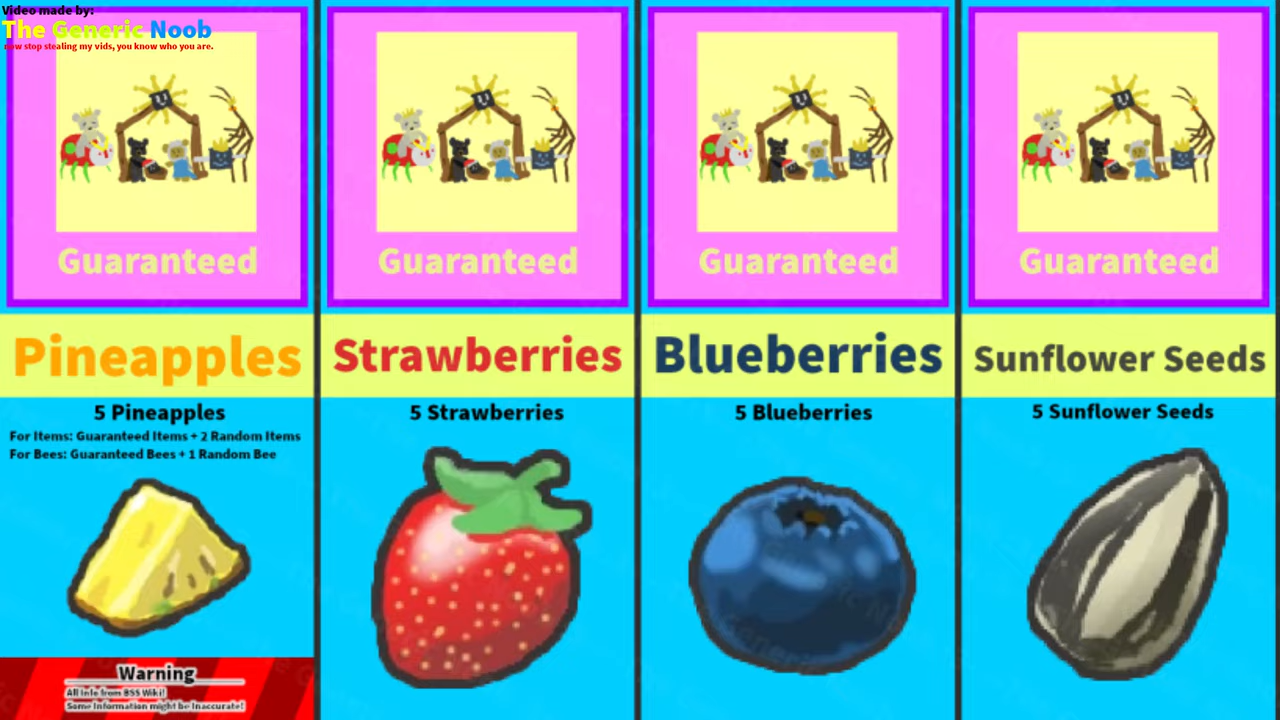 Video made by:
The Generic Noob
now stop stealing my vids, you know who you are.
Guaranteed
Guaranteed
Guaranteed
Guaranteed
Pineapples
Strawberries
Blueberries
Sunflower Seeds
5 Pineapples
5 Strawberries
5 Blueberries
5 Sunflower Seeds
For Items: Guaranteed Items + 2 Random Items
For Bees: Guaranteed Bees + 1 Random Bee
Warning
All Info from BSS Wiki!
Some Information might be Inaccurate!